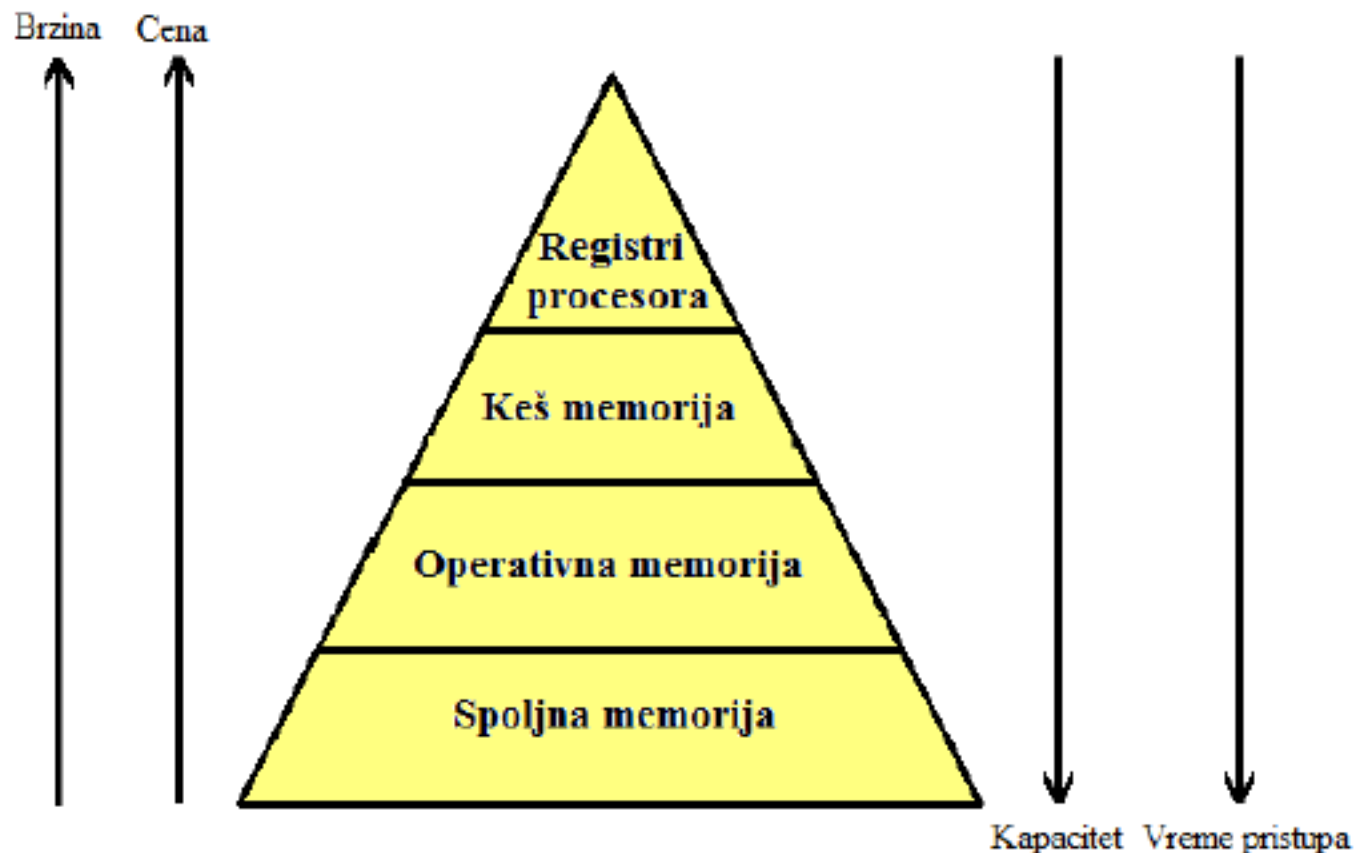 Brzina Cena
Registri
procesora
Keš memorija
Operativna memorija
Spoljna memorija
Kapacitet Vreme pristupa